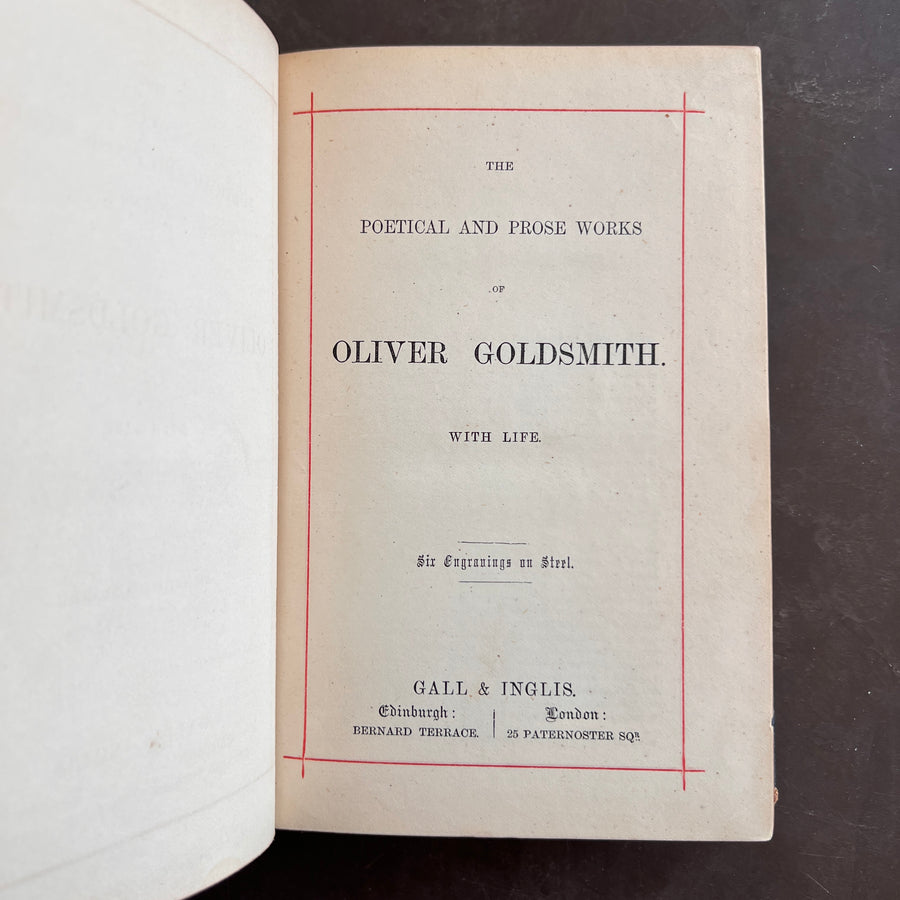 THE
POETICAL AND PROSE WORKS
OF
OLIVER GOLDSMITH.
WITH LIFE.
Six Engravings on Steel.
GALL & INGLIS.
Edinburgh: London:
BERNARD TERRACE. 25 PATERNOSTER SQR.